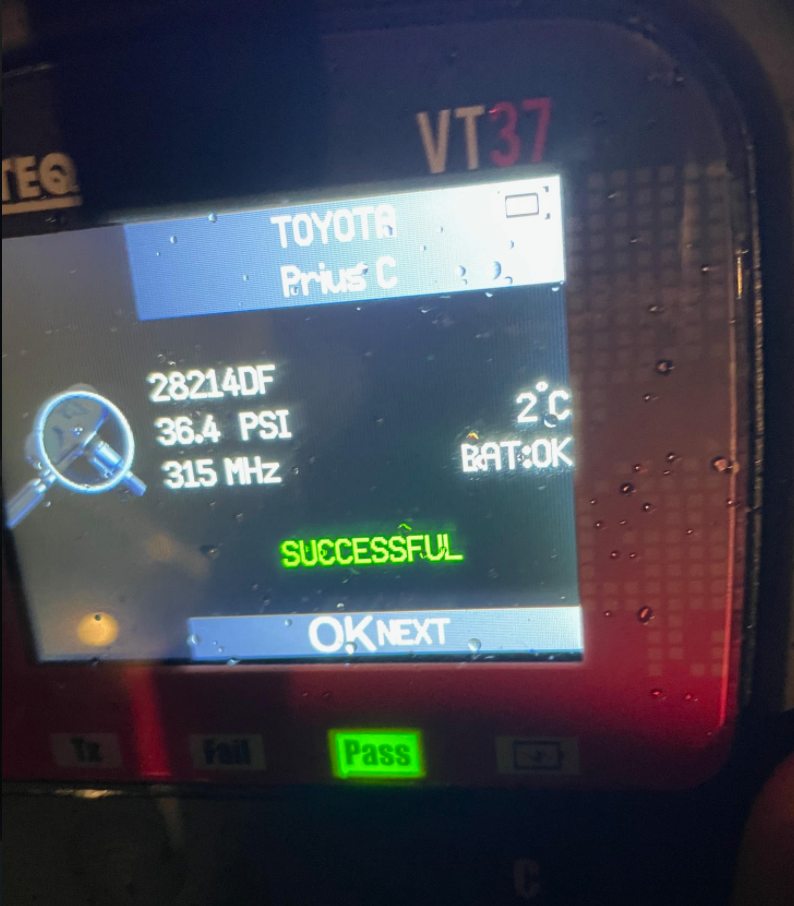 TEQ
VT37
TOYOTA
Prius C
28214DF
36.4 PSI
315 MHz
2°C
BAT:OK
SUCCESSFUL
OK NEXT
Tx
Fail
Pass
C